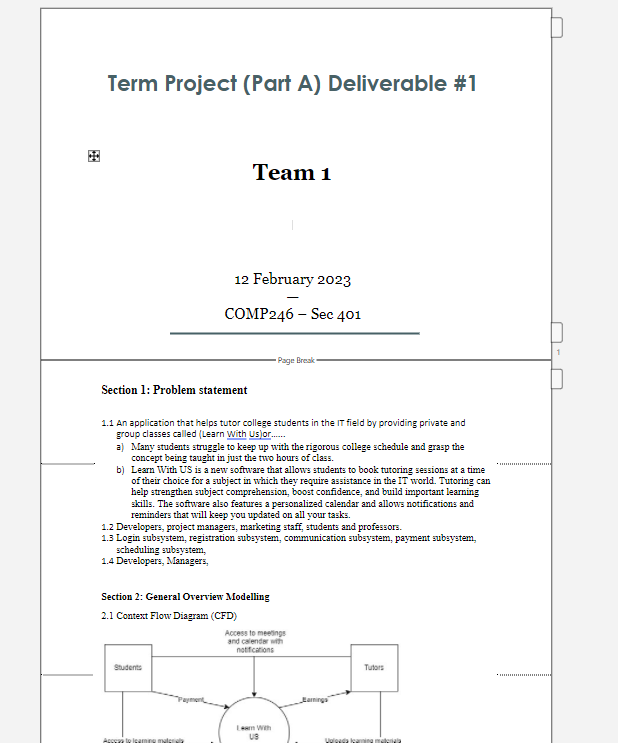 Term Project (Part A) Deliverable #1
Team 1
12 February 2023
—
COMP246 – Sec 401
1
Page Break
Section 1: Problem statement
1.1 An application that helps tutor college students in the IT field by providing private and
group classes called (Learn With Us)or......
a) Many students struggle to keep up with the rigorous college schedule and grasp the
concept being taught in just the two hours of class.
b) Learn With US is a new software that allows students to book tutoring sessions at a time
of their choice for a subject in which they require assistance in the IT world. Tutoring can
help strengthen subject comprehension, boost confidence, and build important learning
skills. The software also features a personalized calendar and allows notifications and
reminders that will keep you updated on all your tasks.
1.2 Developers, project managers, marketing staff, students and professors.
1.3 Login subsystem, registration subsystem, communication subsystem, payment subsystem,
scheduling subsystem,
1.4 Developers, Managers,
Section 2: General Overview Modelling
2.1 Context Flow Diagram (CFD)
Access to meetings
and calendar with
notifications
Students
Tutors
Payment
Earnings
Learn With
US
Access to learning materials
Uploads learning materials